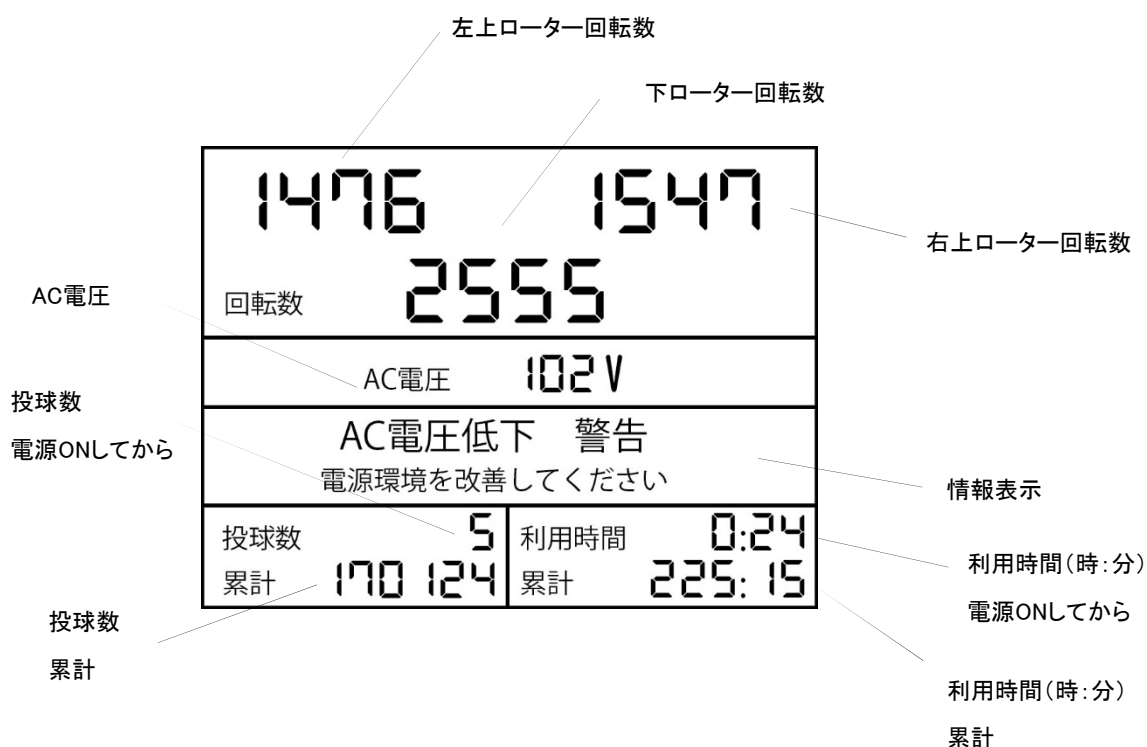 左上ローター回転数
下ローター回転数
1476 1547
右上ローター回転数
2555
回転数
AC電圧
AC電圧 102V
投球数
電源ONしてから
AC電圧低下 警告
電源環境を改善してください
情報表示
投球数 5
利用時間 0:24
累計 170124
累計 225:15
利用時間(時:分)
電源ONしてから
投球数
累計
利用時間(時:分)
累計